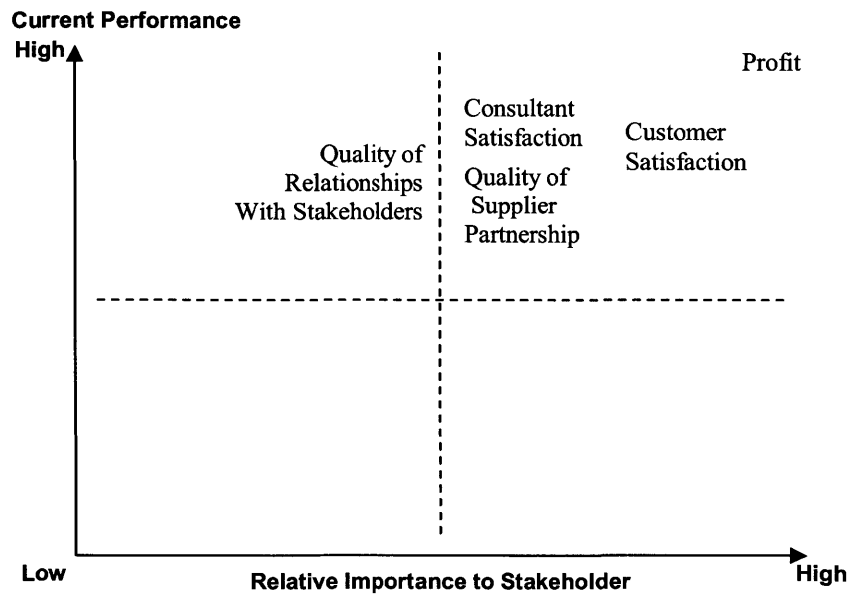 Current Performance
High
Profit
Consultant
Satisfaction
Customer
Satisfaction
Quality of
Relationships
With Stakeholders
Quality of
Supplier
Partnership
Low
Relative Importance to Stakeholder
High